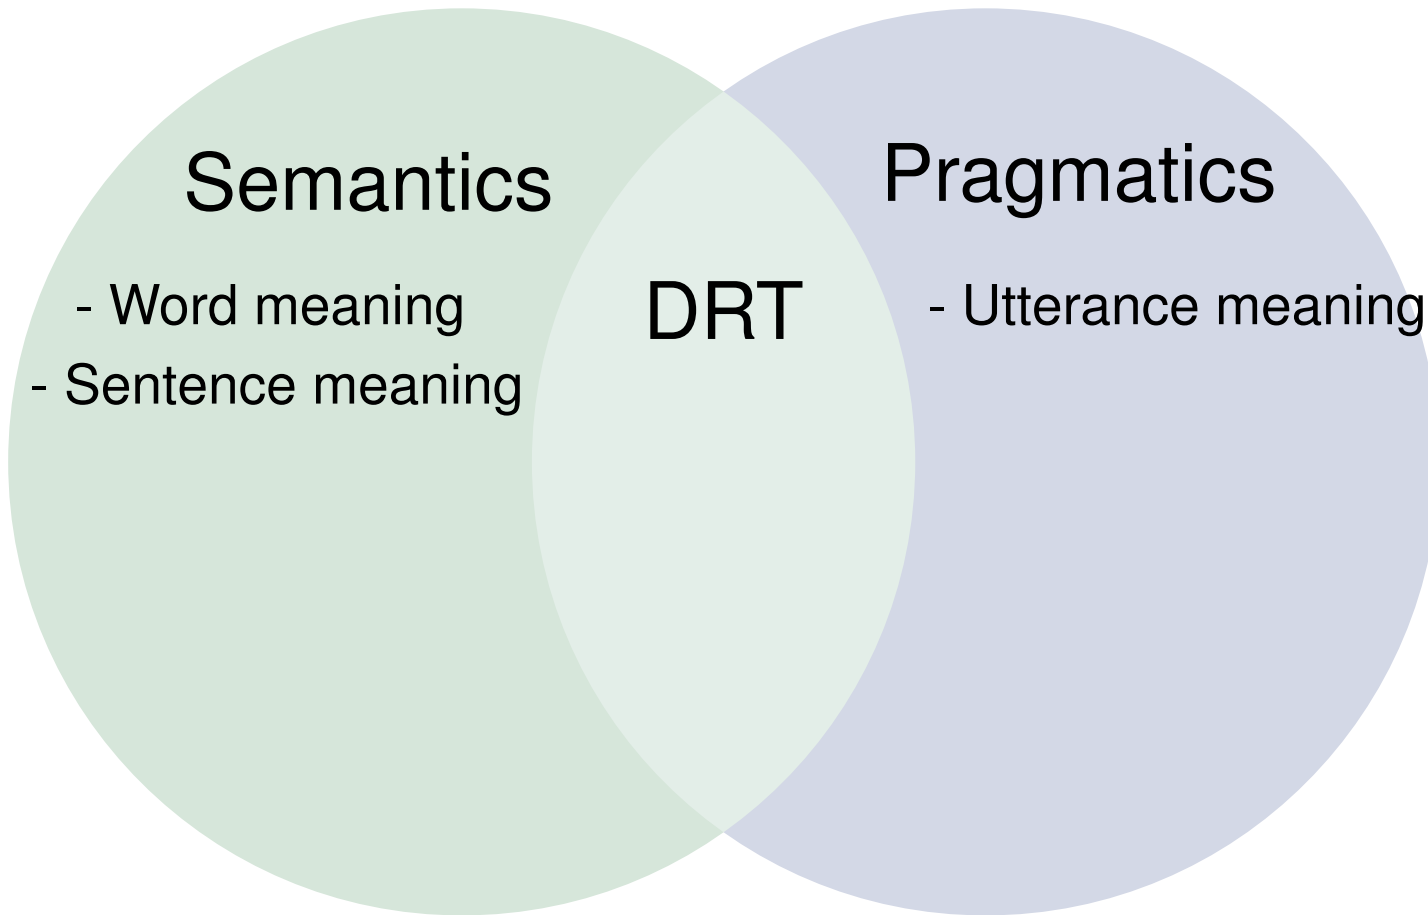 Semantics
- Word meaning
- Sentence meaning
DRT
Pragmatics
- Utterance meaning